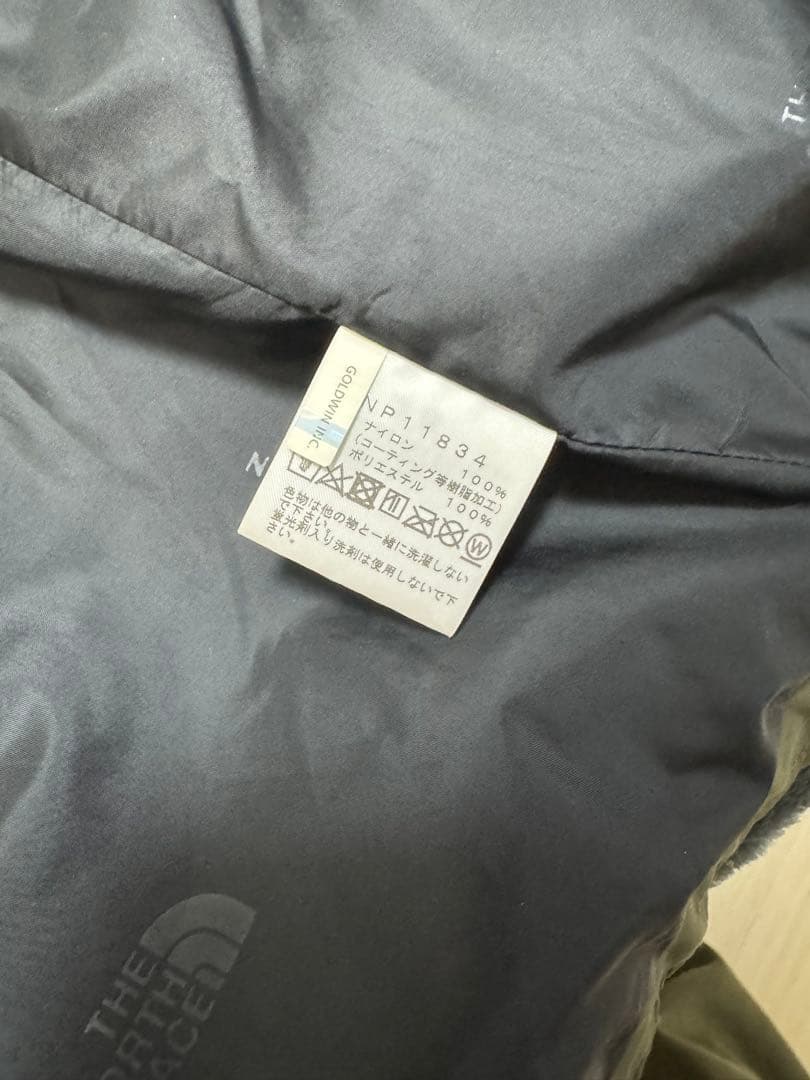 TH
GOLDWIN INC
NP11834
ナイロン 100%
(コーティング等樹脂加工)
ポリエステル 100%
W
色物は他の物と一緒に洗濯しない
で下さい。
蛍光剤入り洗剤は使用しないで下
さい。
N
THE
ORTH
ACE